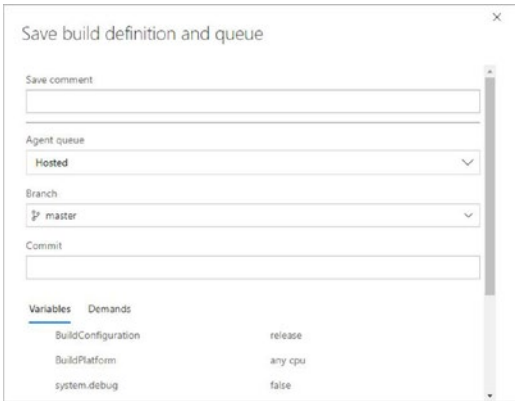 Save build definition and queue
Save comment
Agent queue
Hosted
Branch
master
Commit
Variables Demands
BuildConfiguration release
BuildPlatform any cpu
system.debug false